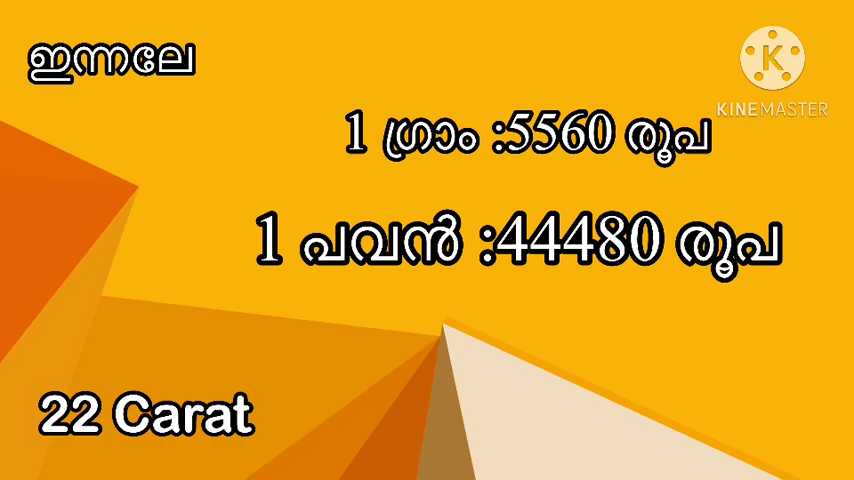 ഇന്നലേ
K
KINEMASTER
1 ഗ്രാം :5560 രൂപ
1 പവൻ :44480 രൂപ
22 Carat